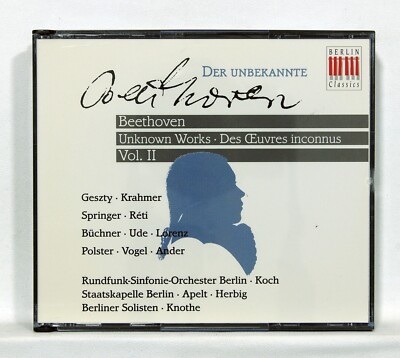 DER UNBEKANNTE
BERLIN
Classics
Beethoven
Beethoven
Unknown Works · Des Œuvres inconnus
Vol. II
Geszty · Krahmer
Springer · Réti
Büchner · Ude · Lorenz
Polster · Vogel · Ander
Rundfunk-Sinfonie-Orchester Berlin · Koch
Staatskapelle Berlin · Apelt · Herbig
Berliner Solisten · Knothe